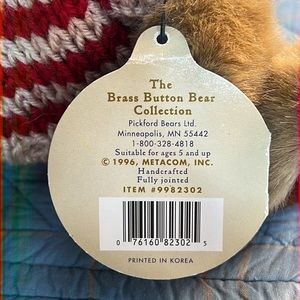 The
Brass Button Bear
Collection
Pickford Bears Ltd.
Minneapolis, MN 55442
1-800-328-4818
Suitable for ages 5 and up
© 1996, METACOM, INC.
Handcrafted
Fully jointed
ITEM #9982302
0 76160 82302 5
PRINTED IN KOREA